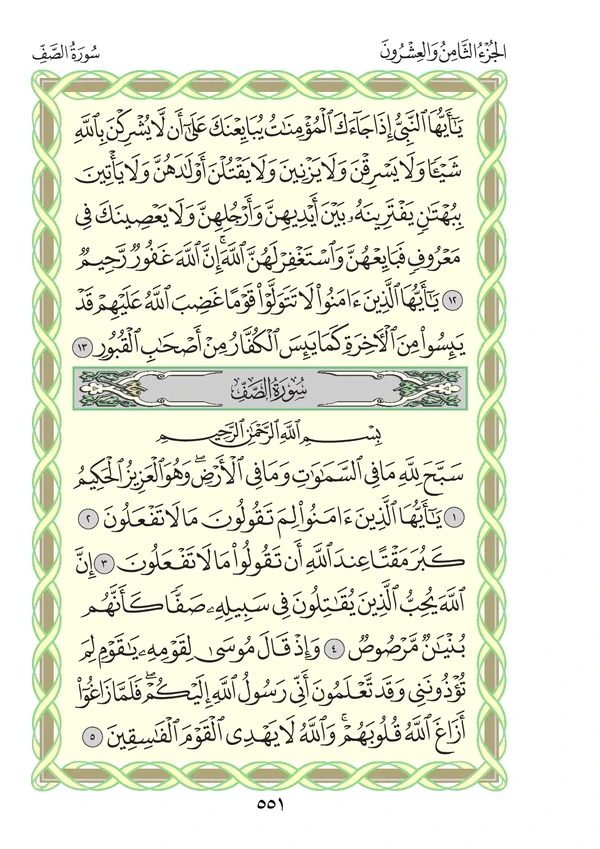 الجُزْءُ الثَّامِنُ وَالعِشْرُونَ
سُورَةُ الصَّفِّ
يَٰٓأَيُّهَا ٱلنَّبِىُّ إِذَا جَآءَكَ ٱلْمُؤْمِنَٰتُ يُبَايِعْنَكَ عَلَىٰٓ أَن لَّا يُشْرِكْنَ بِٱللَّهِ
شَيْـًٔا وَلَا يَسْرِقْنَ وَلَا يَزْنِينَ وَلَا يَقْتُلْنَ أَوْلَٰدَهُنَّ وَلَا يَأْتِينَ
بِبُهْتَٰنٍ يَفْتَرِينَهُۥ بَيْنَ أَيْدِيهِنَّ وَأَرْجُلِهِنَّ وَلَا يَعْصِينَكَ فِى
مَعْرُوفٍ فَبَايِعْهُنَّ وَٱسْتَغْفِرْ لَهُنَّ ٱللَّهَ ۚ إِنَّ ٱللَّهَ غَفُورٌ رَّحِيمٌ
١٢ يَٰٓأَيُّهَا ٱلَّذِينَ ءَامَنُوا۟ لَا تَتَوَلَّوْا۟ قَوْمًا غَضِبَ ٱللَّهُ عَلَيْهِمْ قَدْ
يَئِسُوا۟ مِنَ ٱلْءَاخِرَةِ كَمَا يَئِسَ ٱلْكُفَّارُ مِنْ أَصْحَٰبِ ٱلْقُبُورِ ١٣
سُورَةُ الصَّفِّ
بِسْمِ ٱللَّهِ ٱلرَّحْمَٰنِ ٱلرَّحِيمِ
سَبَّحَ لِلَّهِ مَا فِى ٱلسَّمَٰوَٰتِ وَمَا فِى ٱلْأَرْضِ ۖ وَهُوَ ٱلْعَزِيزُ ٱلْحَكِيمُ
١ يَٰٓأَيُّهَا ٱلَّذِينَ ءَامَنُوا۟ لِمَ تَقُولُونَ مَا لَا تَفْعَلُونَ ٢
كَبُرَ مَقْتًا عِندَ ٱللَّهِ أَن تَقُولُوا۟ مَا لَا تَفْعَلُونَ ٣ إِنَّ
ٱللَّهَ يُحِبُّ ٱلَّذِينَ يُقَٰتِلُونَ فِى سَبِيلِهِۦ صَفًّا كَأَنَّهُم
بُنْيَٰنٌ مَّرْصُوصٌ ٤ وَإِذْ قَالَ مُوسَىٰ لِقَوْمِهِۦ يَٰقَوْمِ لِمَ
تُؤْذُونَنِى وَقَد تَّعْلَمُونَ أَنِّى رَسُولُ ٱللَّهِ إِلَيْكُمْ ۖ فَلَمَّا زَاغُوٓا۟
أَزَاغَ ٱللَّهُ قُلُوبَهُمْ ۚ وَٱللَّهُ لَا يَهْدِى ٱلْقَوْمَ ٱلْفَٰسِقِينَ ٥
٥٥١